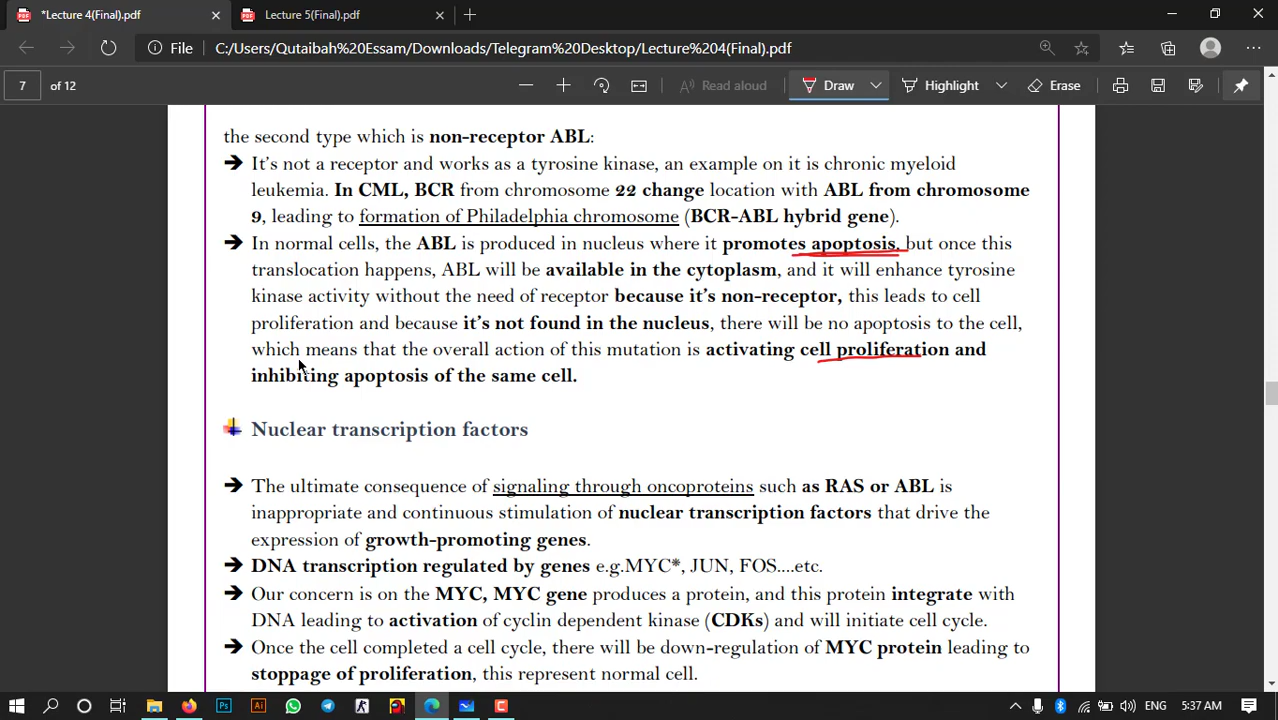 *Lecture 4(Final).pdf
Lecture 5(Final).pdf
File C:/Users/Qutaibah%20Essam/Downloads/Telegram%20Desktop/Lecture%204(Final).pdf
7 of 12 Read aloud Draw Highlight Erase
the second type which is non-receptor ABL:
➔ It's not a receptor and works as a tyrosine kinase, an example on it is chronic myeloid
leukemia. In CML, BCR from chromosome 22 change location with ABL from chromosome
9, leading to formation of Philadelphia chromosome (BCR-ABL hybrid gene).
➔ In normal cells, the ABL is produced in nucleus where it promotes apoptosis. but once this
translocation happens, ABL will be available in the cytoplasm, and it will enhance tyrosine
kinase activity without the need of receptor because it's non-receptor, this leads to cell
proliferation and because it's not found in the nucleus, there will be no apoptosis to the cell,
which means that the overall action of this mutation is activating cell proliferation and
inhibiting apoptosis of the same cell.
Nuclear transcription factors
➔ The ultimate consequence of signaling through oncoproteins such as RAS or ABL is
inappropriate and continuous stimulation of nuclear transcription factors that drive the
expression of growth-promoting genes.
➔ DNA transcription regulated by genes e.g.MYC*, JUN, FOS....etc.
➔ Our concern is on the MYC, MYC gene produces a protein, and this protein integrate with
DNA leading to activation of cyclin dependent kinase (CDKs) and will initiate cell cycle.
➔ Once the cell completed a cell cycle, there will be down-regulation of MYC protein leading to
stoppage of proliferation, this represent normal cell.
ENG 5:37 AM